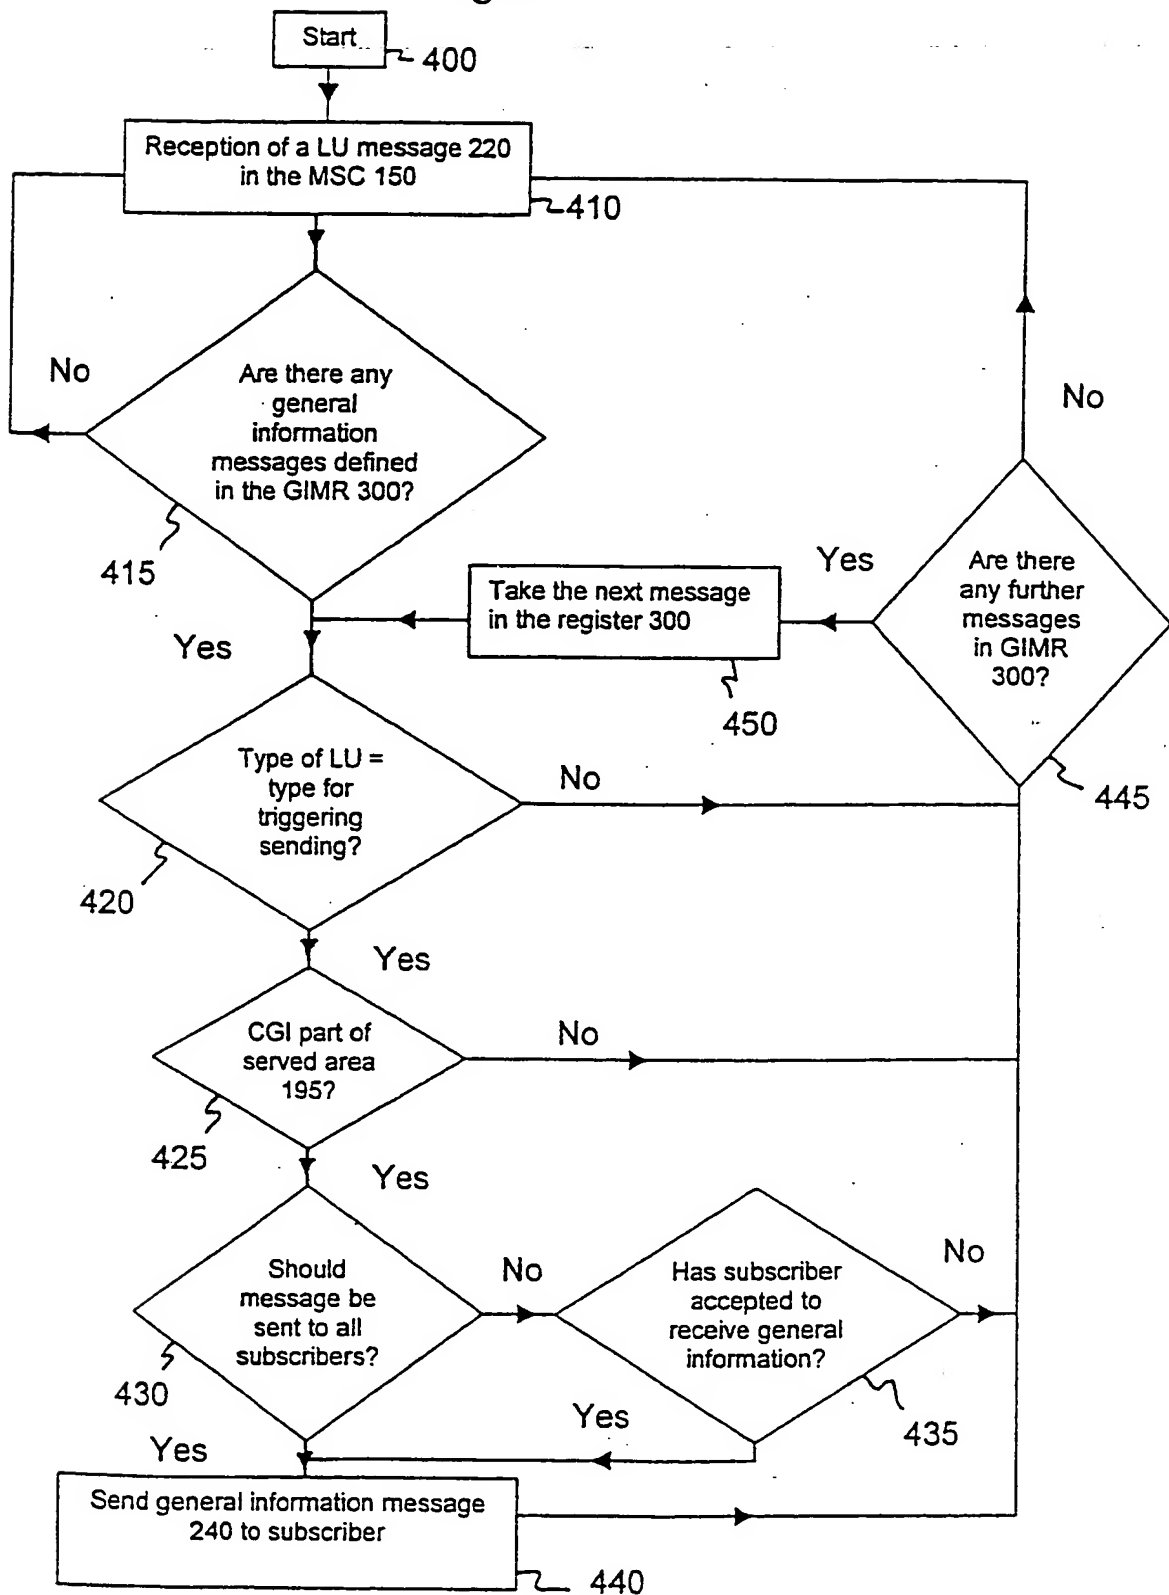 Start
400
Reception of a LU message 220
in the MSC 150
410
No
Are there any
general
information
messages defined
in the GIMR 300?
415
Yes
No
Are there
any further
messages
in GIMR
300?
445
Yes
Take the next message
in the register 300
450
Type of LU =
type for
triggering
sending?
No
420
Yes
CGI part of
served area
195?
No
425
Yes
Should
message be
sent to all
subscribers?
No
430
Has subscriber
accepted to
receive general
information?
No
435
Yes
Yes
Send general information message
240 to subscriber
440